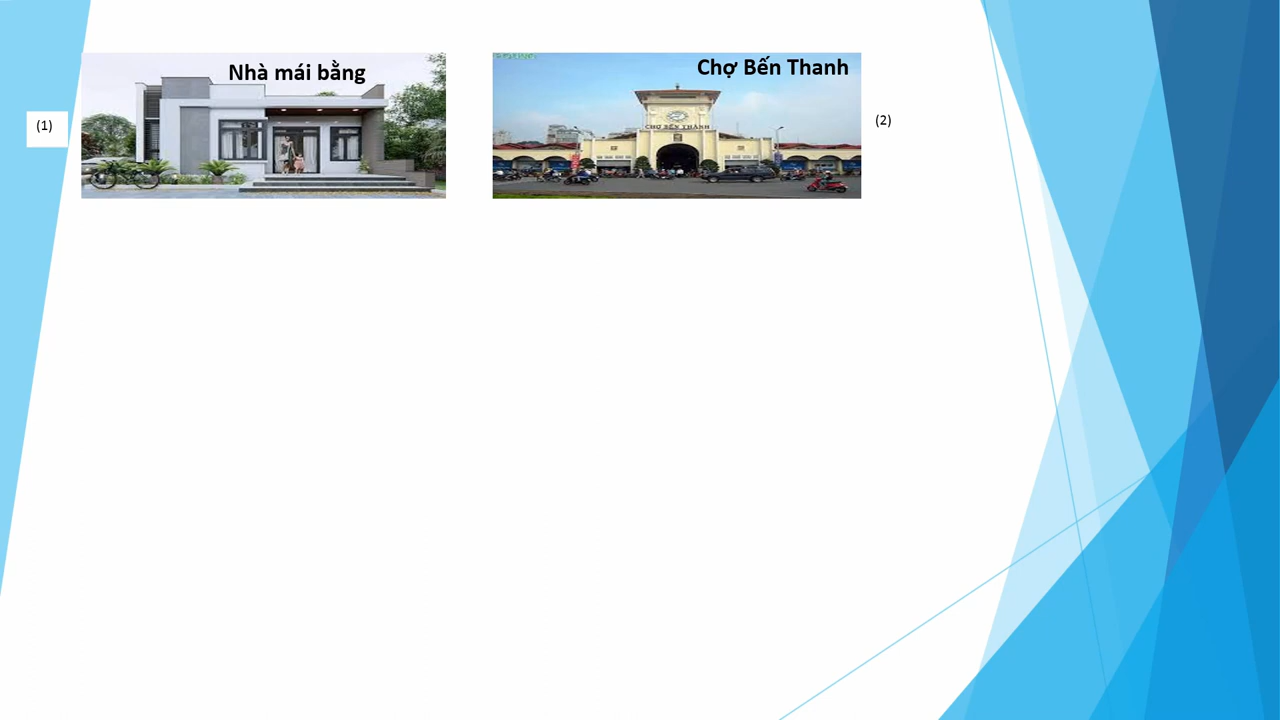 Nhà mái bằng
Chợ Bến Thanh
(1)
(2)
CHỢ BẾN THÀNH